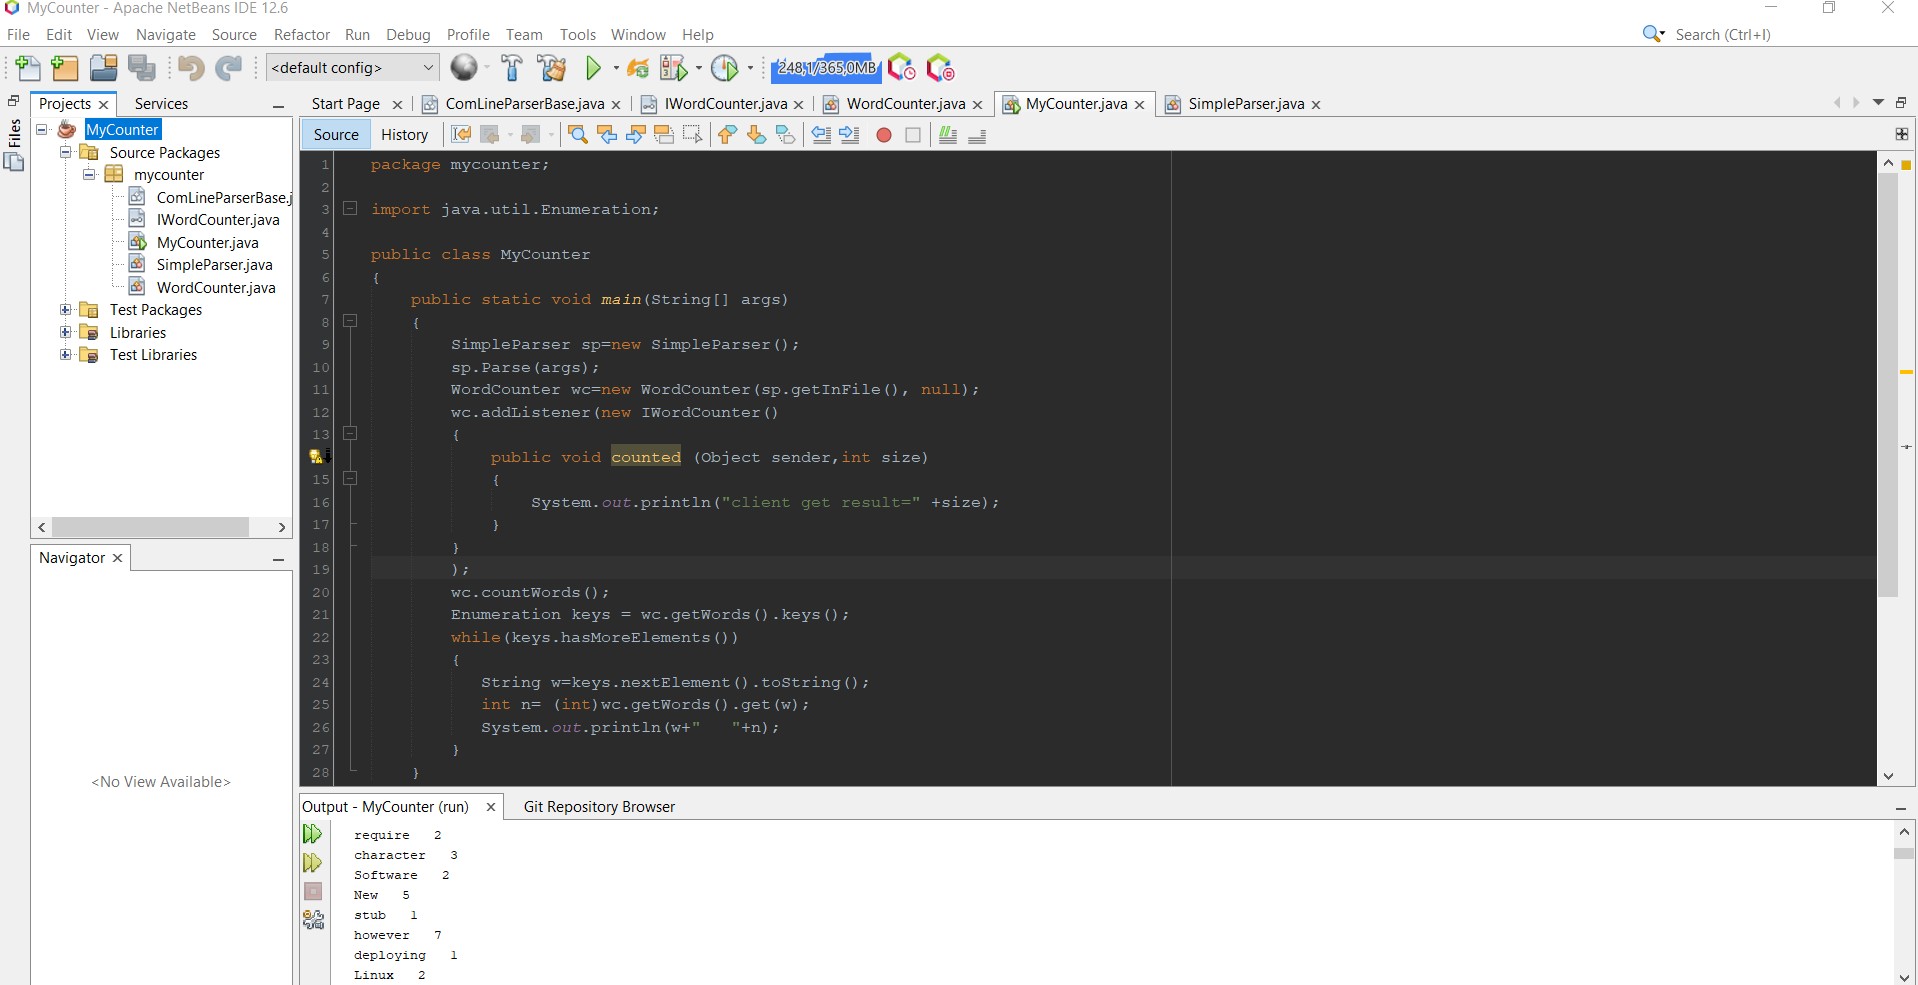 MyCounter - Apache NetBeans IDE 12.6
File Edit View Navigate Source Refactor Run Debug Profile Team Tools Window Help
Search (Ctrl+I)
<default config>
248,1/365,0MB
Files
Projects Services
MyCounter
Source Packages
mycounter
ComLineParserBase.j
IWordCounter.java
MyCounter.java
SimpleParser.java
WordCounter.java
Test Packages
Libraries
Test Libraries
Navigator
<No View Available>
Start Page ComLineParserBase.java IWordCounter.java WordCounter.java MyCounter.java SimpleParser.java
Source History
1 package mycounter;
2
3 import java.util.Enumeration;
4
5 public class MyCounter
6 {
7 public static void main(String[] args)
8 {
9 SimpleParser sp=new SimpleParser();
10 sp.Parse(args);
11 WordCounter wc=new WordCounter(sp.getInFile(), null);
12 wc.addListener(new IWordCounter()
13 {
public void counted (Object sender,int size)
15 {
16 System.out.println("client get result=" +size);
17 }
18 }
19 );
20 wc.countWords();
21 Enumeration keys = wc.getWords().keys();
22 while(keys.hasMoreElements())
23 {
24 String w=keys.nextElement().toString();
25 int n= (int)wc.getWords().get(w);
26 System.out.println(w+"   "+n);
27 }
28 }
Output - MyCounter (run) Git Repository Browser
require   2
character   3
Software   2
New   5
stub   1
however   7
deploying   1
Linux   2